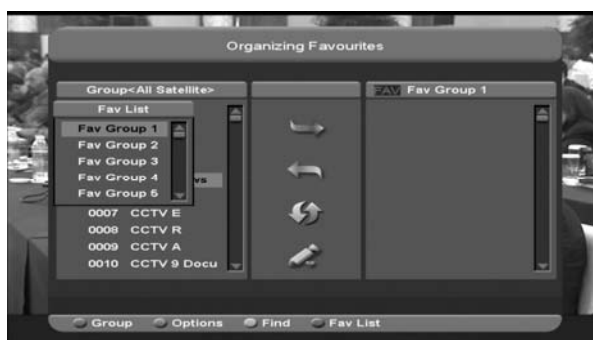 Organizing Favourites
Group<All Satellite>
Fav List
Fav Group 1
Fav Group 2
Fav Group 3
Fav Group 4
Fav Group 5
ws
0007 CCTV E
0008 CCTV R
0009 CCTV A
0010 CCTV 9 Docu
FAV Fav Group 1
Group Options Find Fav List